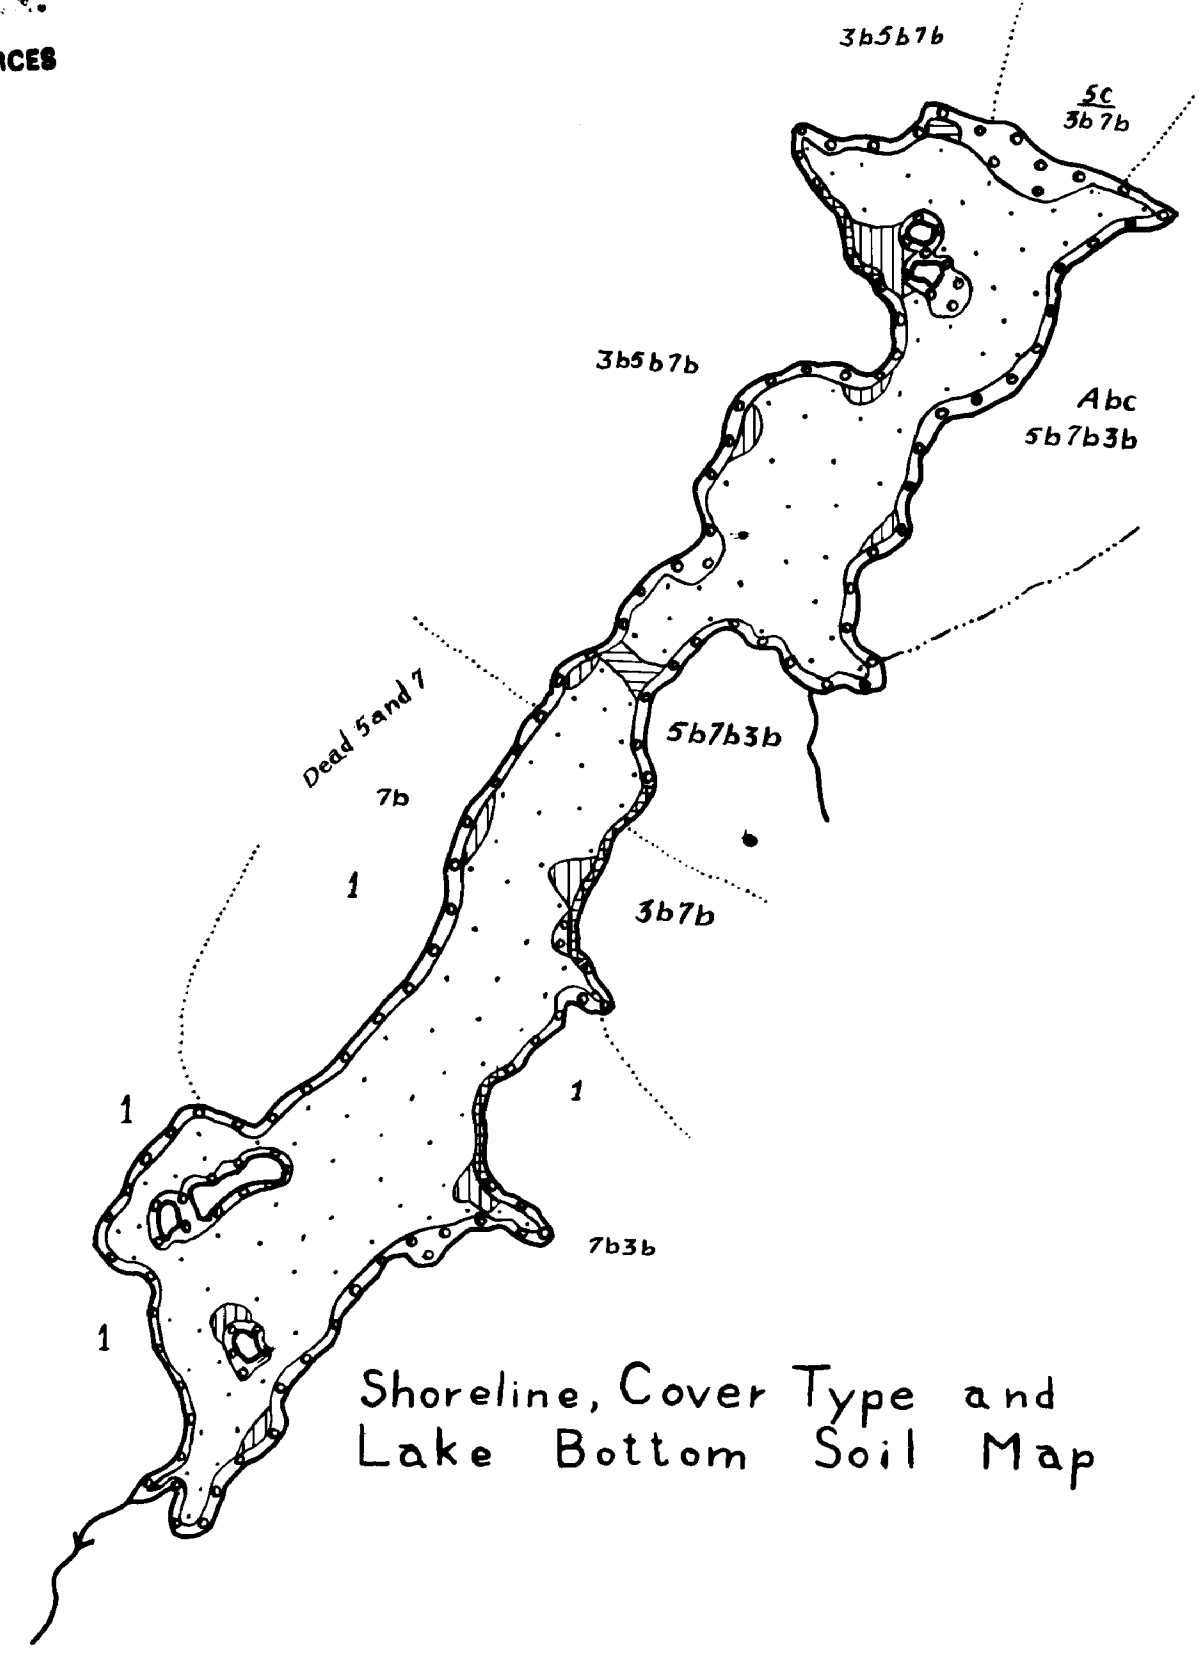 RCES
3b5b7b
5c
3b7b
3b5b7b
Abc
5b7b3b
Dead 5 and 7
5b7b3b
7b
1
3b7b
1
1
7b3b
1
Shoreline, Cover Type and
Lake Bottom Soil Map